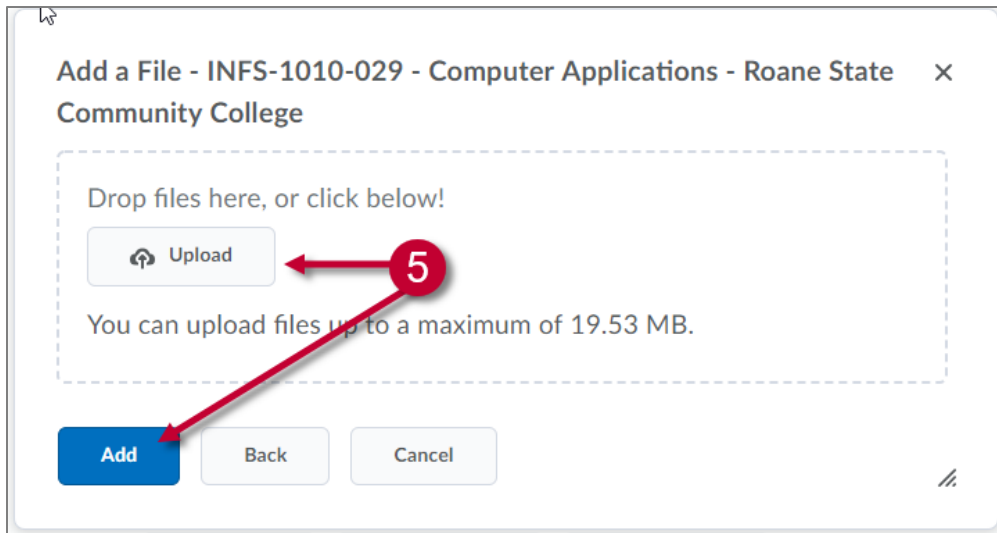 Add a File - INFS-1010-029 - Computer Applications - Roane State
Community College
Drop files here, or click below!
Upload
5
You can upload files up to a maximum of 19.53 MB.
Add
Back
Cancel